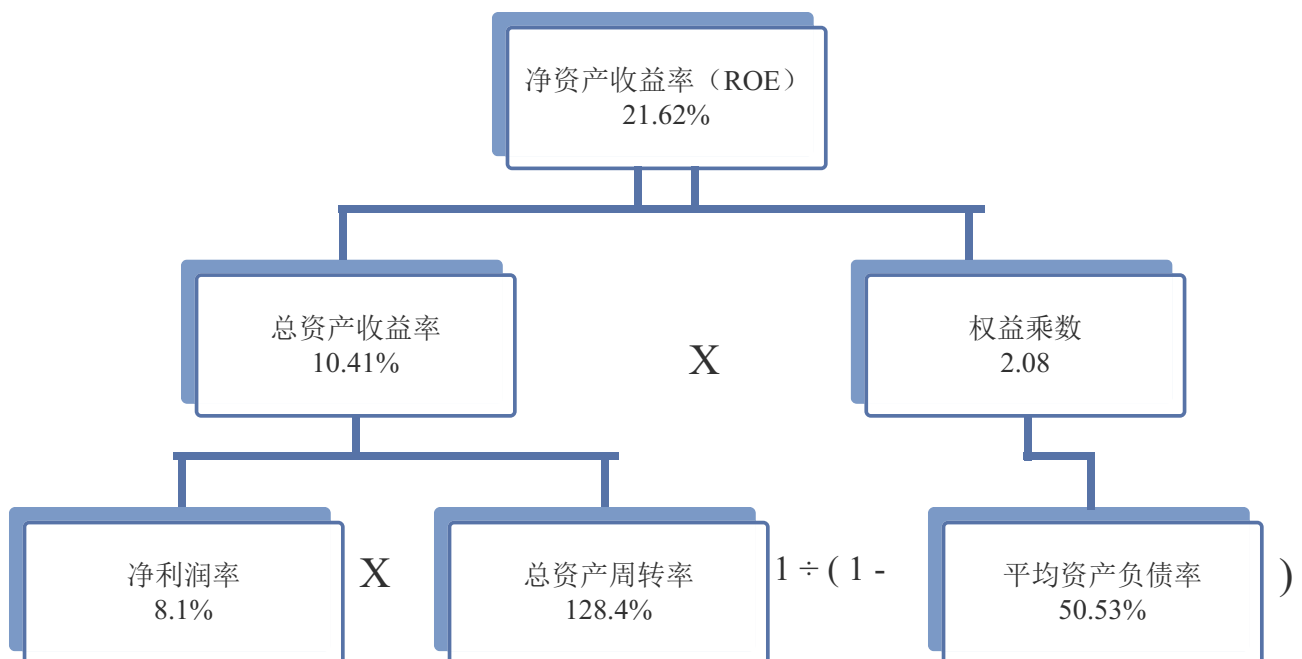 净资产收益率（ROE）
21.62%
总资产收益率
10.41%
X
权益乘数
2.08
净利润率
8.1%
X
总资产周转率
128.4%
1 ÷ ( 1 -
平均资产负债率
50.53%
)